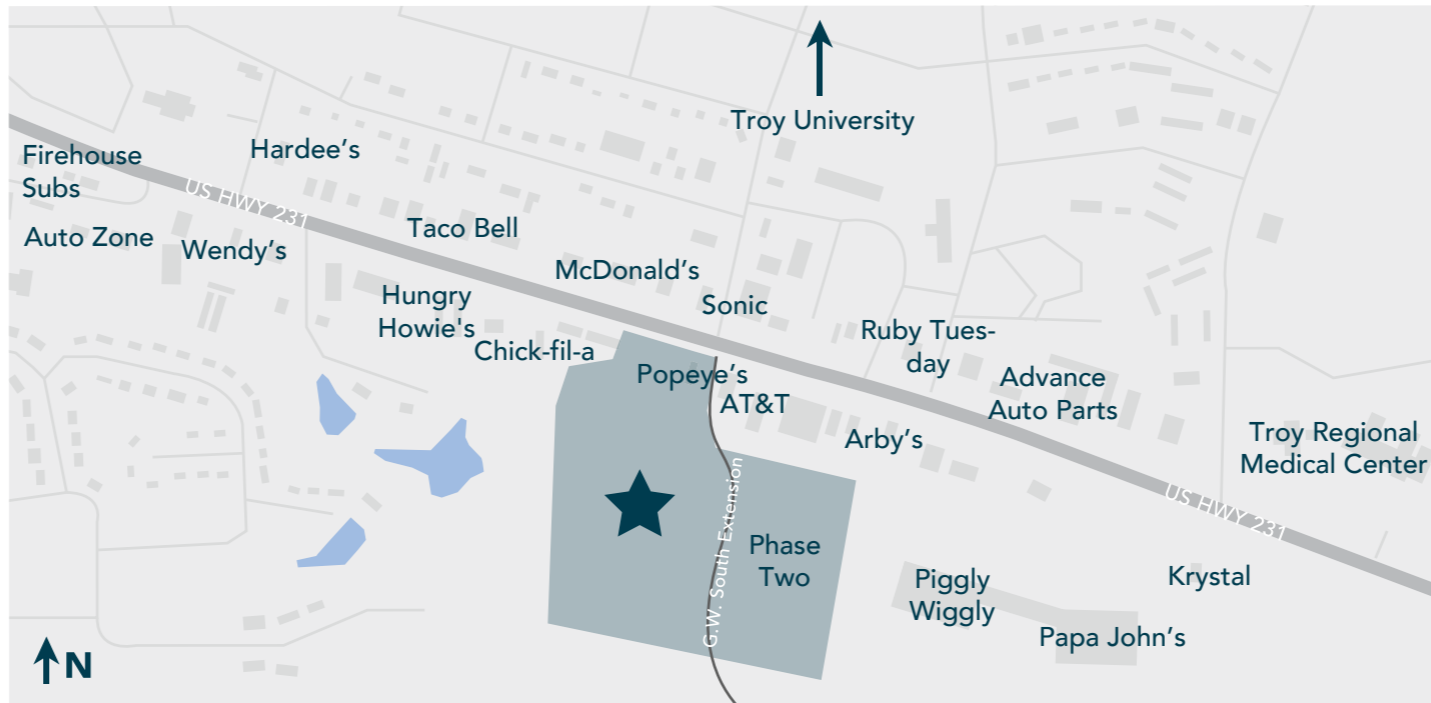 Troy University
Hardee's
Firehouse
Subs
US HWY 231
Taco Bell
Auto Zone
Wendy's
McDonald's
Hungry
Howie's
Sonic
Chick-fil-a
Ruby Tues-
day
Popeye's
AT&T
Advance
Auto Parts
Arby's
Troy Regional
Medical Center
US HWY 231
G.W. South Extension
Phase
Two
Piggly
Wiggly
Krystal
Papa John's
N